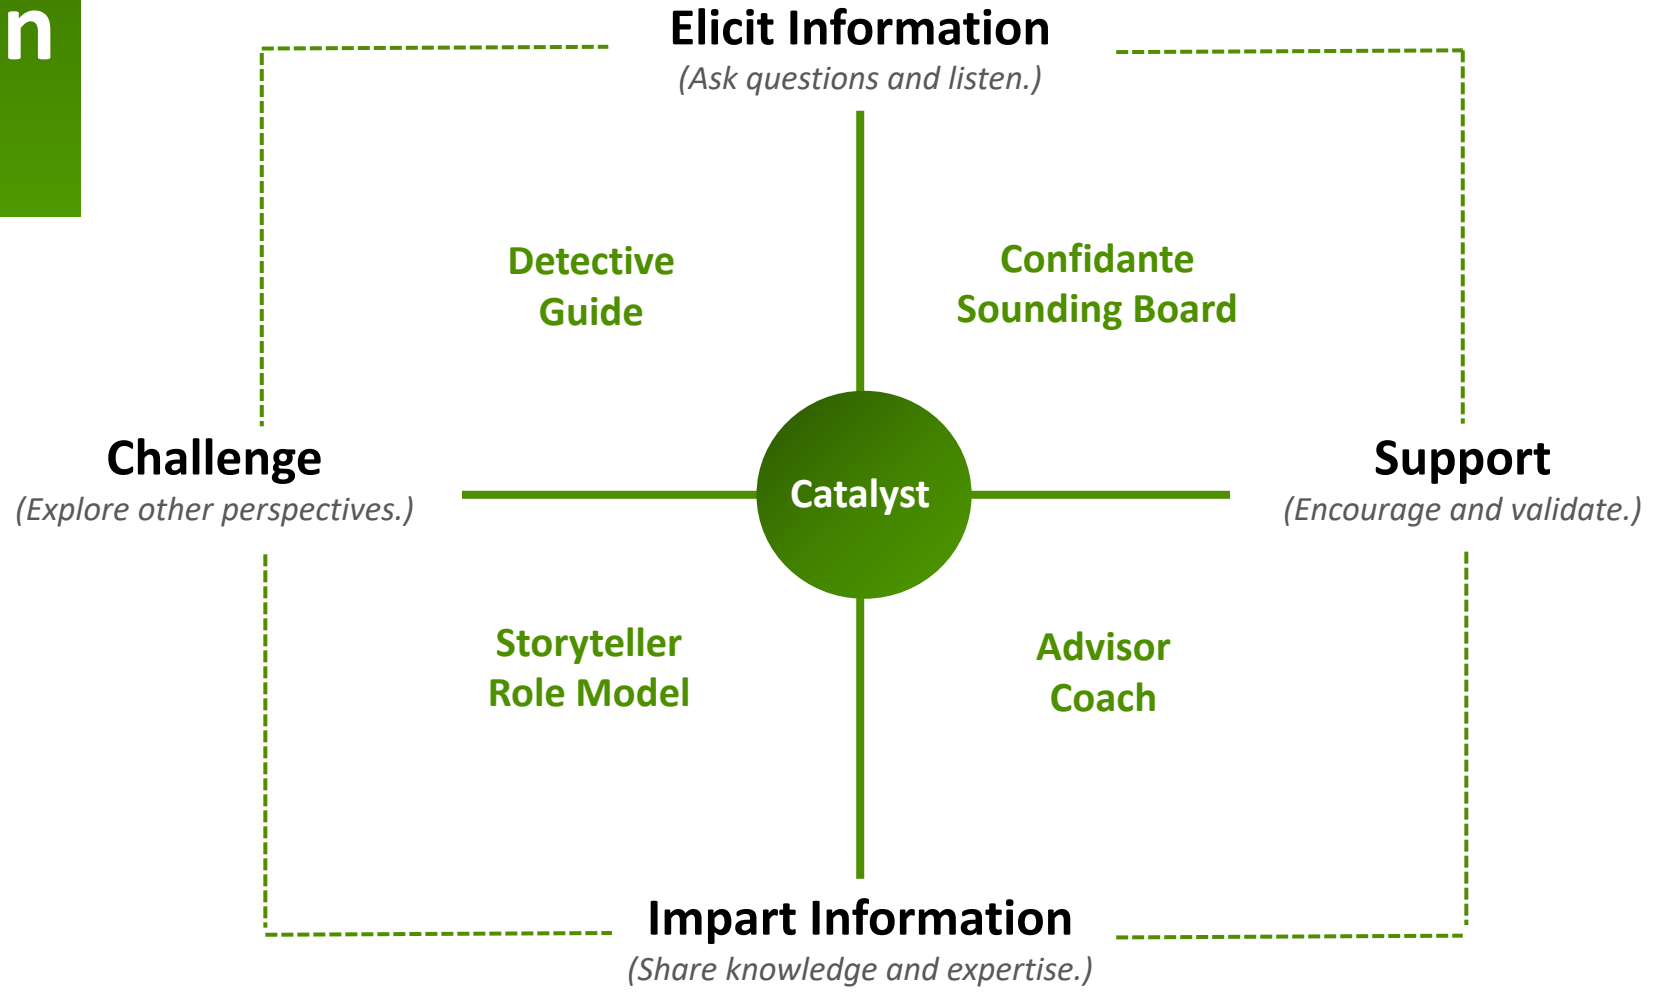 n
Elicit Information
(Ask questions and listen.)
Detective
Guide
Confidante
Sounding Board
Challenge
(Explore other perspectives.)
Catalyst
Support
(Encourage and validate.)
Storyteller
Role Model
Advisor
Coach
Impart Information
(Share knowledge and expertise.)